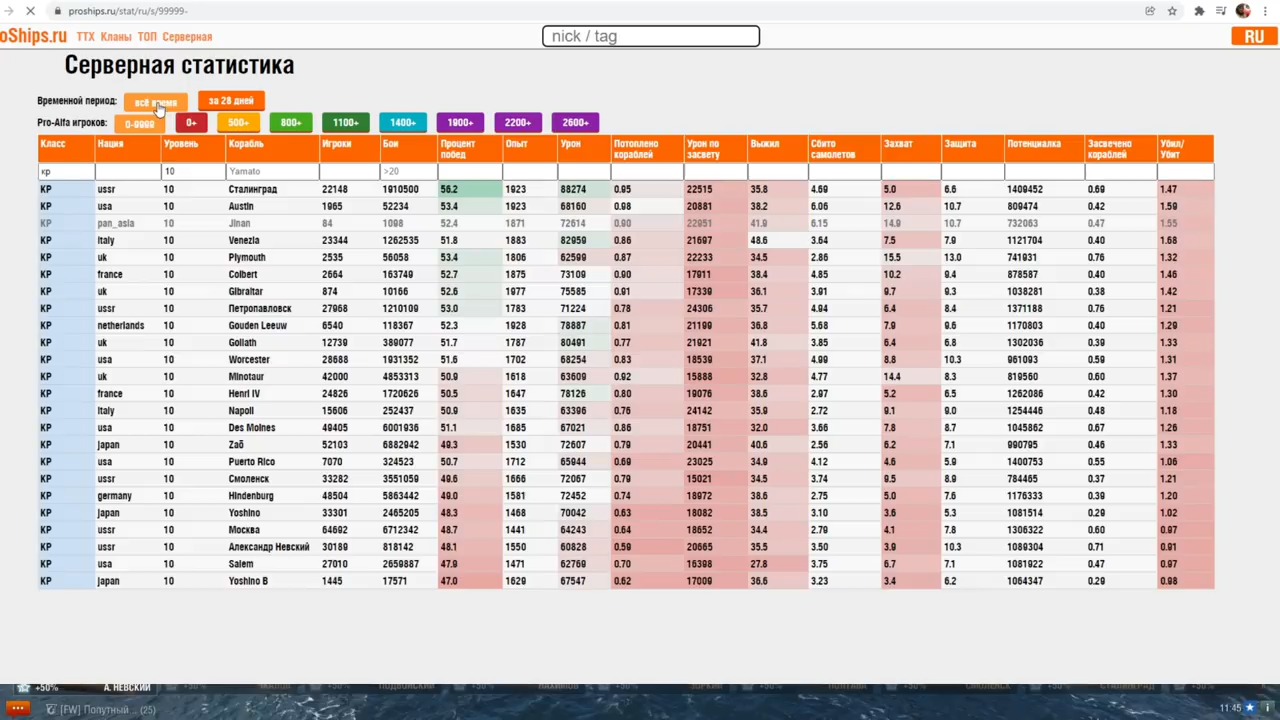 proships.ru/stat/ru/s/99999-
oShips.ru ТТХ Кланы ТОП Серверная nick / tag RU
Серверная статистика
Временной период: всё время за 28 дней
Pro-Alfa игроков: 0-9999 0+ 500+ 800+ 1100+ 1400+ 1900+ 2200+ 2600+
Класс Нация Уровень Корабль Игроки Бои Процент побед Опыт Урон Потоплено кораблей Урон по засвету Выжил Сбито самолетов Захват Защита Потенциалка Засвечено кораблей Убил/Убит
кр 10 Yamato >20
КР ussr 10 Сталинград 22148 1910500 56.2 1923 88274 0.95 22515 35.8 4.69 5.0 6.6 1409452 0.69 1.47
КР usa 10 Austin 1965 52234 53.4 1923 68160 0.98 20881 38.2 6.06 12.6 10.7 809474 0.42 1.59
КР pan_asia 10 Jinan 84 1098 52.4 1871 72614 0.90 22951 41.9 6.15 14.9 10.7 732063 0.47 1.55
КР italy 10 Venezia 23344 1262535 51.8 1883 82959 0.86 21697 48.6 3.64 7.5 7.9 1121704 0.40 1.68
КР uk 10 Plymouth 2535 56058 53.4 1806 62599 0.87 22233 34.5 2.86 15.5 13.0 741931 0.76 1.32
КР france 10 Colbert 2664 163749 52.7 1875 73109 0.90 17911 38.4 4.85 10.2 9.4 878587 0.40 1.46
КР uk 10 Gibraltar 874 10166 52.6 1977 75585 0.91 17339 36.1 3.91 9.7 9.3 1038281 0.38 1.42
КР ussr 10 Петропавловск 27968 1210109 53.0 1783 71224 0.78 24306 35.7 4.94 6.4 8.4 1371188 0.76 1.21
КР netherlands 10 Gouden Leeuw 6540 118367 52.3 1928 78887 0.81 21199 36.8 5.68 7.9 9.6 1170803 0.40 1.29
КР uk 10 Goliath 12739 389077 51.7 1787 80491 0.77 21921 41.8 3.85 6.4 6.8 1302036 0.39 1.33
КР usa 10 Worcester 28688 1931352 51.6 1702 68254 0.83 18539 37.1 4.99 8.8 10.3 961093 0.59 1.31
КР uk 10 Minotaur 42000 4853313 50.9 1618 63609 0.92 15888 32.8 4.77 14.4 8.3 819560 0.60 1.37
КР france 10 Henri IV 24826 1720626 50.5 1647 78126 0.80 19076 38.6 2.97 5.2 6.5 1262086 0.42 1.30
КР italy 10 Napoli 15606 252437 50.9 1635 63396 0.76 24142 35.9 2.72 9.1 9.0 1254446 0.48 1.18
КР usa 10 Des Moines 49405 6001936 51.1 1685 67021 0.86 18751 32.0 3.66 7.8 8.7 1045862 0.67 1.26
КР japan 10 Zaō 52103 6882942 49.3 1530 72607 0.79 20441 40.6 2.56 6.2 7.1 990795 0.46 1.33
КР usa 10 Puerto Rico 7070 324523 50.7 1712 65944 0.69 23025 34.9 4.12 4.6 5.9 1400753 0.55 1.06
КР ussr 10 Смоленск 33282 3551059 49.6 1666 72067 0.79 15021 34.5 3.74 9.5 8.9 784465 0.37 1.21
КР germany 10 Hindenburg 48504 5863442 49.0 1581 72452 0.74 18972 38.6 2.75 5.0 7.6 1176333 0.39 1.20
КР japan 10 Yoshino 33301 2465205 48.3 1468 70042 0.63 18082 38.5 3.10 3.6 5.3 1081514 0.29 1.02
КР ussr 10 Москва 64692 6712342 48.7 1441 64243 0.64 18652 34.4 2.79 4.1 7.8 1306322 0.60 0.97
КР ussr 10 Александр Невский 30189 818142 48.1 1550 60828 0.59 20665 35.5 3.50 3.9 10.3 1089304 0.71 0.91
КР usa 10 Salem 27010 2659887 47.9 1471 62769 0.70 16398 27.8 3.75 6.7 7.1 1081922 0.47 0.97
КР japan 10 Yoshino B 1445 17571 47.0 1629 67547 0.62 17009 36.6 3.23 3.4 6.2 1064347 0.29 0.98
+50% А. НЕВСКИЙ
[FW] Попутный ... (25) 11:45